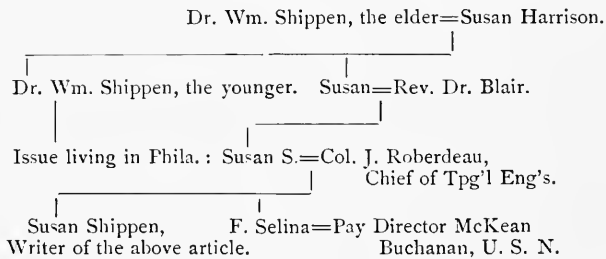 Dr. Wm. Shippen, the elder=Susan Harrison.
Dr. Wm. Shippen, the younger. Susan=Rev. Dr. Blair.
Issue living in Phila.: Susan S.=Col. J. Roberdeau,
Chief of Tpg'l Eng's.
Susan Shippen, F. Selina=Pay Director McKean
Writer of the above article. Buchanan, U. S. N.